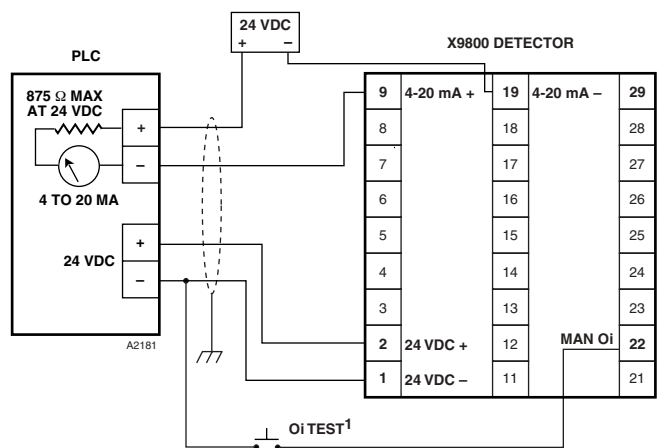 24 VDC
+ −
PLC
X9800 DETECTOR
875 Ω MAX
AT 24 VDC
+
−
4 TO 20 MA
24 VDC
+
−
A2181
9 4-20 mA + 19 4-20 mA – 29
8 18 28
7 17 27
6 16 26
5 15 25
4 14 24
3 13 23
2 24 VDC + 12 MAN Oi 22
1 24 VDC – 11 21
Oi TEST1